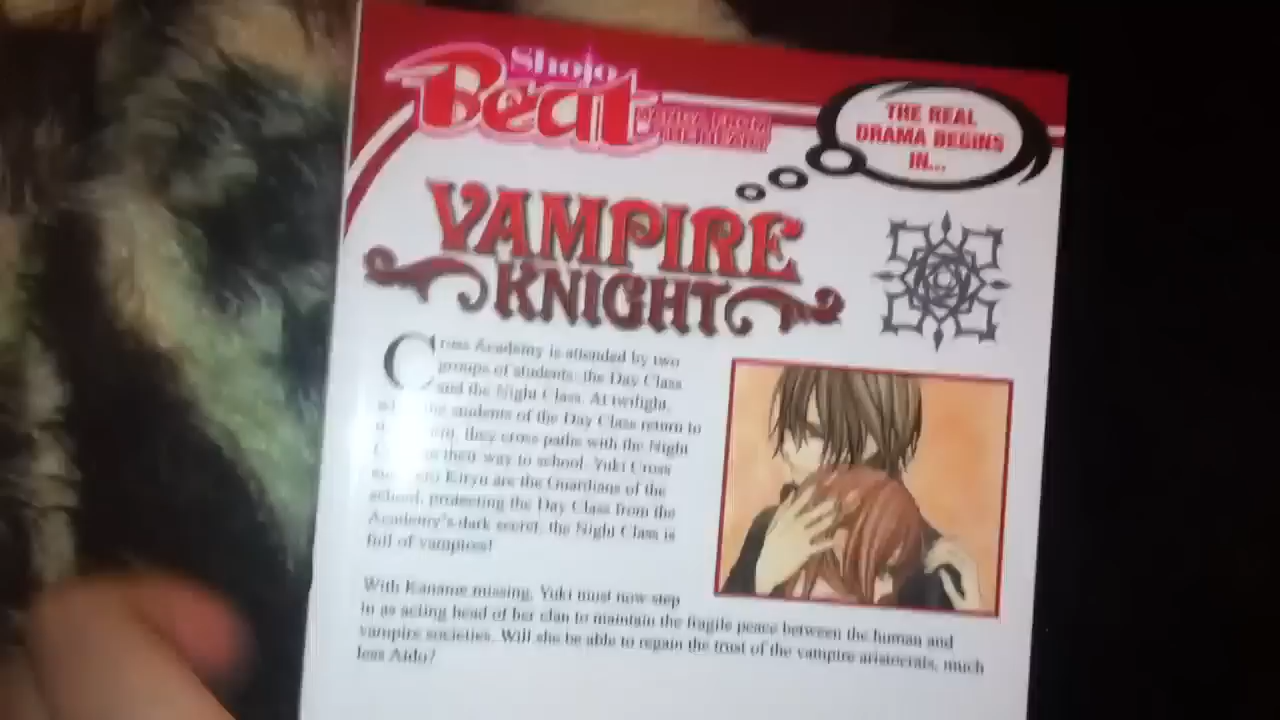 Shojo
Beat
MANGA from
THE HEART
THE REAL
DRAMA BEGINS
IN...
VAMPIRE
KNIGHT
Cross Academy is attended by two
groups of students: the Day Class
and the Night Class. At twilight,
students of the Day Class return to
they cross paths with the Night
their way to school. Yuki Cross
Kiryu are the Guardians of the
school, protecting the Day Class from the
Academy's dark secret: the Night Class is
full of vampires!
With Kaname missing, Yuki must now step
in as acting head of her clan to maintain the fragile peace between the human and
vampire societies. Will she be able to regain the trust of the vampire aristocrats, much
less Aido?